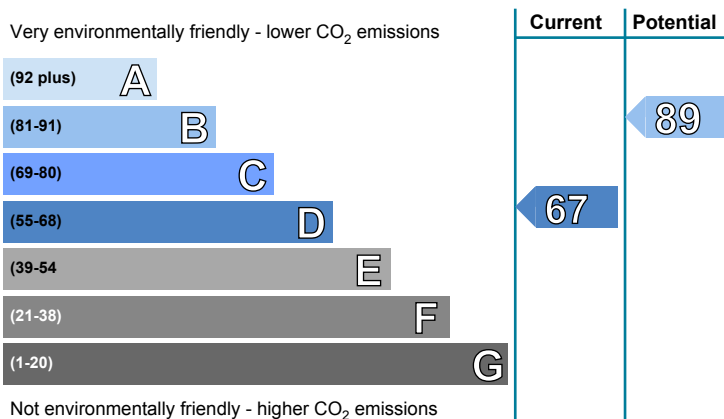 Current Potential
Very environmentally friendly - lower CO2 emissions
(92 plus) A
(81-91) B
89
(69-80) C
(55-68) D
67
(39-54 E
(21-38) F
(1-20) G
Not environmentally friendly - higher CO2 emissions